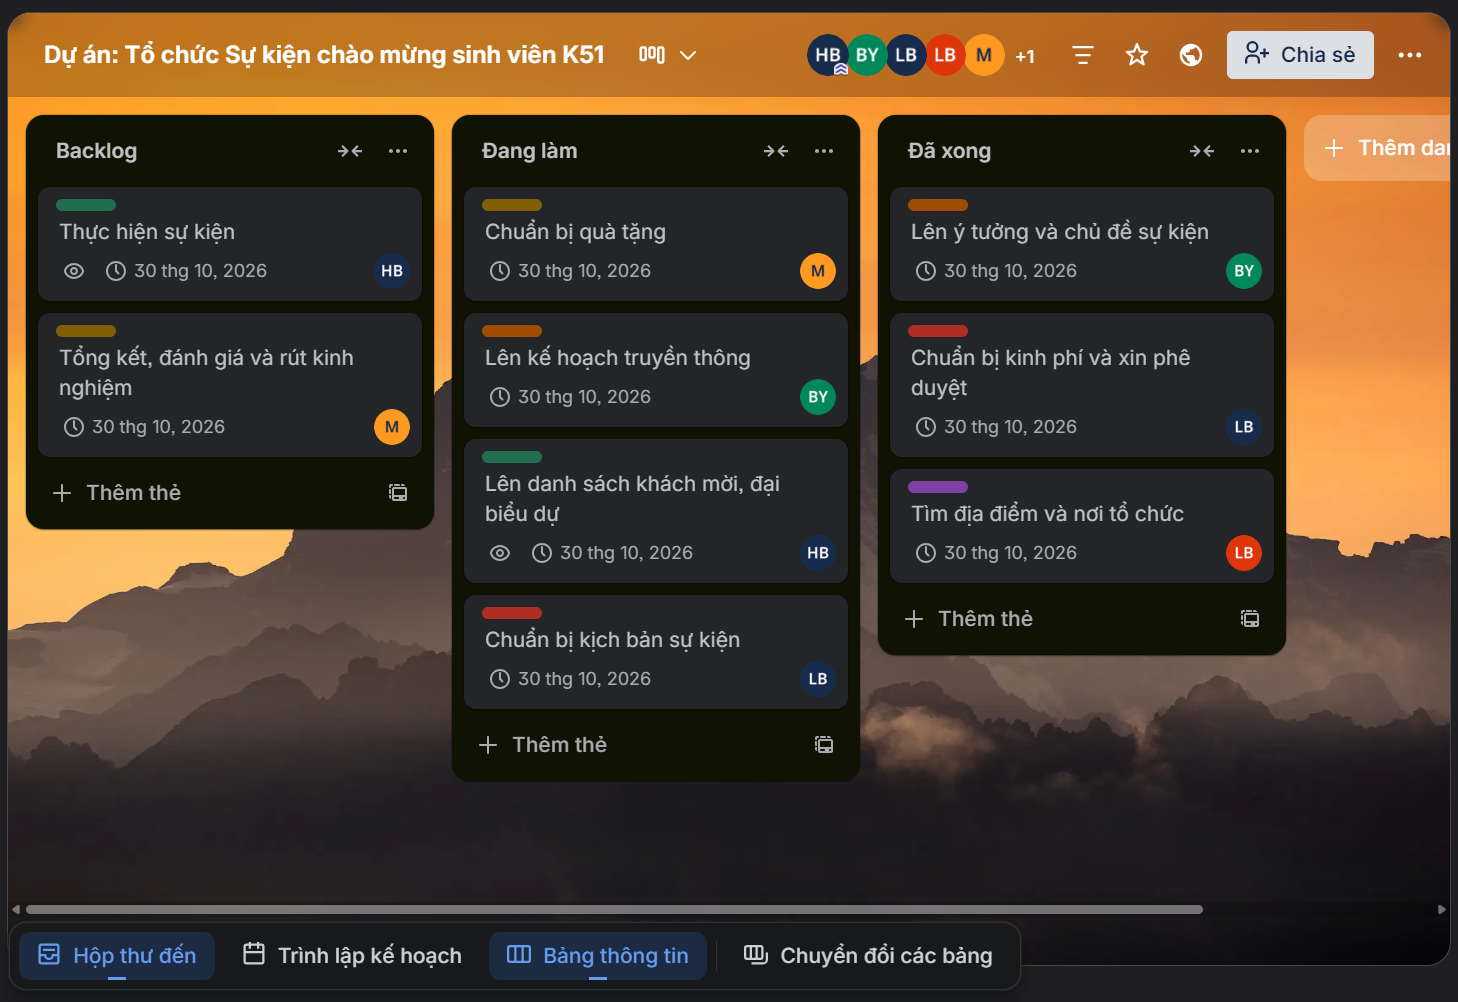 Dự án: Tổ chức Sự kiện chào mừng sinh viên K51
HB BY LB LB M +1
Chia sẻ
Backlog
Thực hiện sự kiện
30 thg 10, 2026
HB
Tổng kết, đánh giá và rút kinh
nghiệm
30 thg 10, 2026
M
Thêm thẻ
Đang làm
Chuẩn bị quà tặng
30 thg 10, 2026
M
Lên kế hoạch truyền thông
30 thg 10, 2026
BY
Lên danh sách khách mời, đại
biểu dự
30 thg 10, 2026
HB
Chuẩn bị kịch bản sự kiện
30 thg 10, 2026
LB
Thêm thẻ
Đã xong
Lên ý tưởng và chủ đề sự kiện
30 thg 10, 2026
BY
Chuẩn bị kinh phí và xin phê
duyệt
30 thg 10, 2026
LB
Tìm địa điểm và nơi tổ chức
30 thg 10, 2026
LB
Thêm thẻ
Thêm
Hộp thư đến
Trình lập kế hoạch
Bảng thông tin
Chuyển đổi các bảng